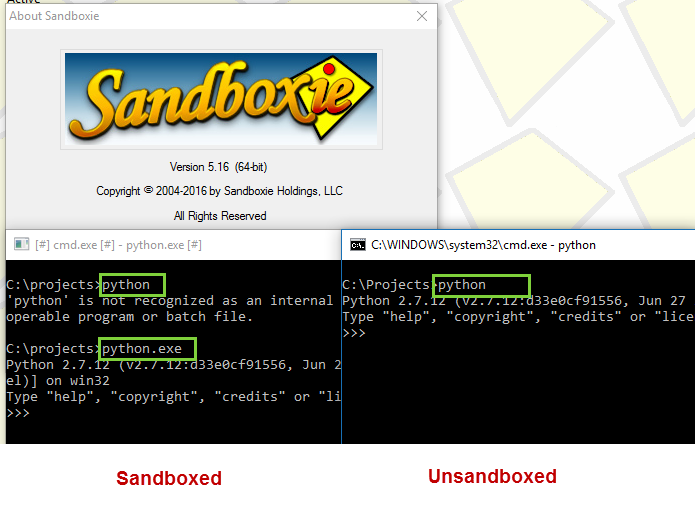 Active
About Sandboxie
Sandboxie
Version 5.16 (64-bit)
Copyright © 2004-2016 by Sandboxie Holdings, LLC
All Rights Reserved
[#] cmd.exe [#] - python.exe [#]
C:\projects>python
'python' is not recognized as an internal
operable program or batch file.
C:\projects>python.exe
Python 2.7.12 (v2.7.12:d33e0cf91556, Jun 2
el)] on win32
Type "help", "copyright", "credits" or "li
>>>
C:\WINDOWS\system32\cmd.exe - python
C:\Projects>python
Python 2.7.12 (v2.7.12:d33e0cf91556, Jun 27
Type "help", "copyright", "credits" or "lice
>>>
Sandboxed
Unsandboxed